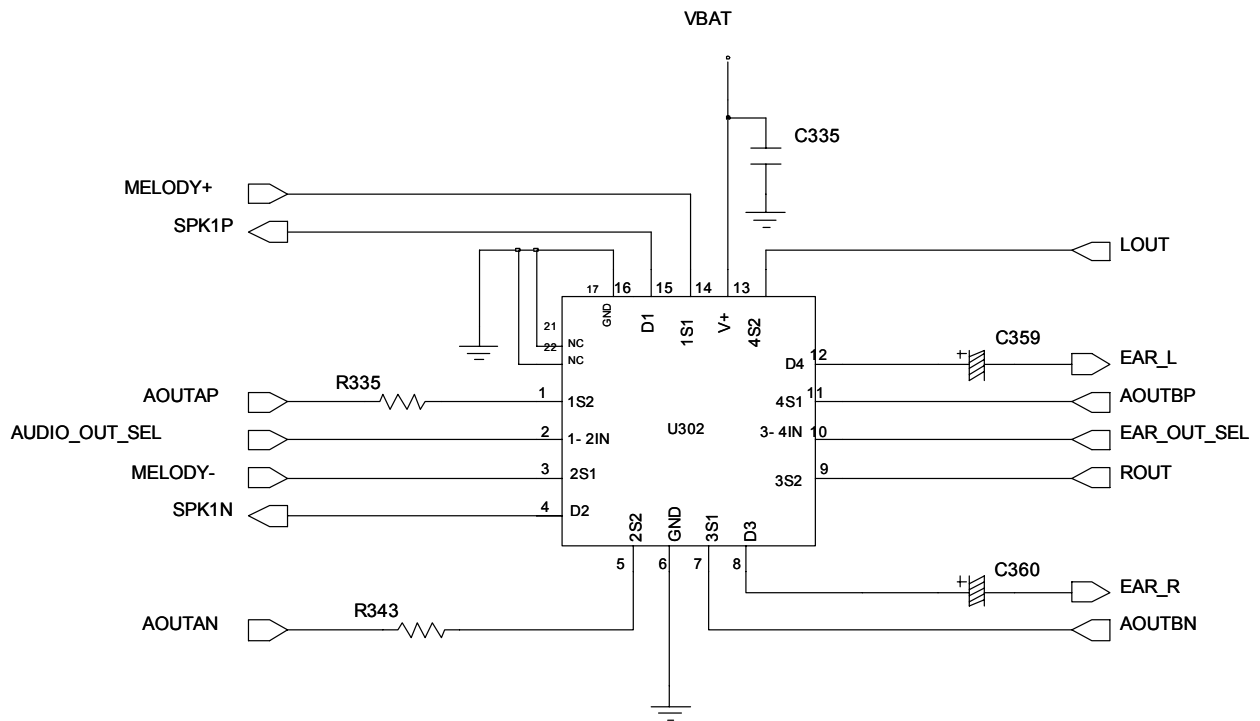 VBAT
C335
MELODY+
SPK1P
LOUT
17 16 15 14 13
GND D1 1S1 V+ 4S2
21
NC
22
NC
C359
+
12
D4
EAR_L
R335
AOUTAP
1
1S2
11
4S1
AOUTBP
AUDIO_OUT_SEL
2
1- 2IN
U302
3- 4IN
10
EAR_OUT_SEL
MELODY-
3
2S1
9
3S2
ROUT
SPK1N
4
D2
2S2 GND 3S1 D3
5 6 7 8
C360
+
EAR_R
R343
AOUTAN
AOUTBN